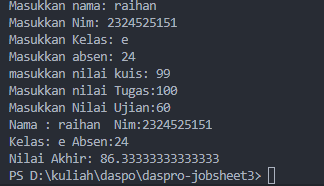 Masukkan nama: raihan
Masukkan Nim: 2324525151
Masukkan Kelas: e
Masukkan absen: 24
masukkan nilai kuis: 99
Masukkan nilai Tugas:100
Masukkan Nilai Ujian:60
Nama : raihan  Nim:2324525151
Kelas: e Absen:24
Nilai Akhir: 86.33333333333333
PS D:\kuliah\daspo\daspro-jobsheet3>